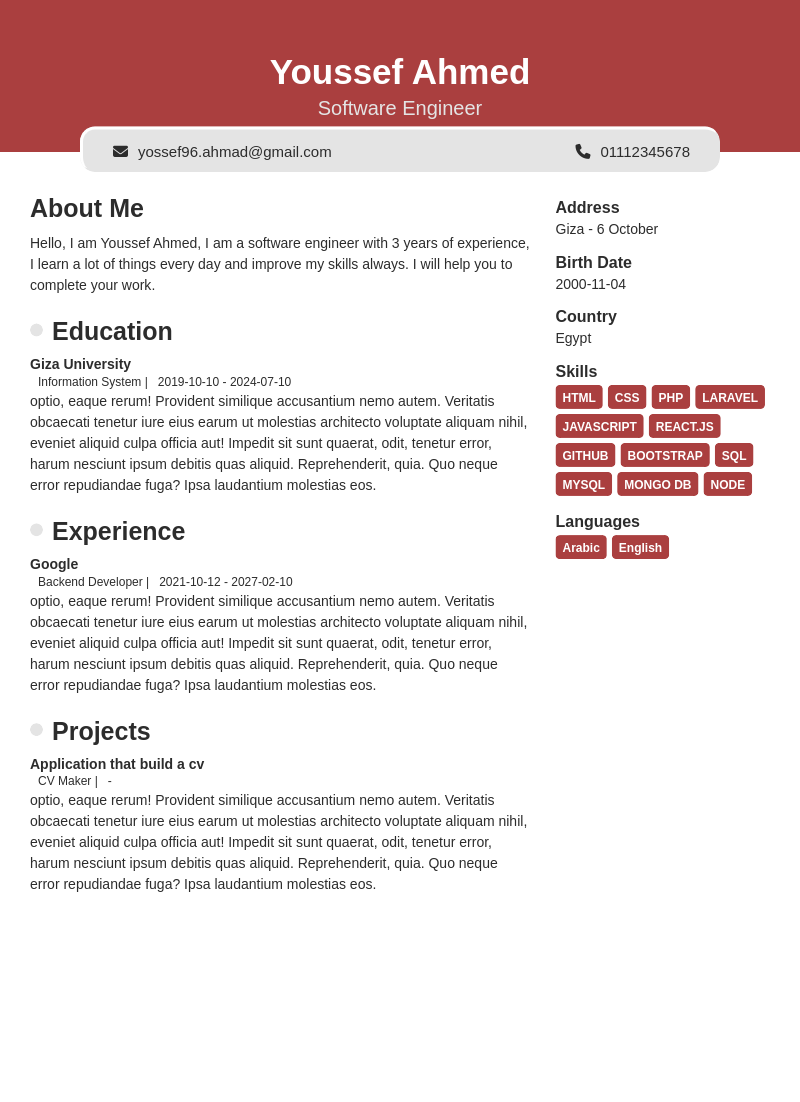 Youssef Ahmed
Software Engineer
yossef96.ahmad@gmail.com
01112345678
About Me
Hello, I am Youssef Ahmed, I am a software engineer with 3 years of experience,
I learn a lot of things every day and improve my skills always. I will help you to
complete your work.
Education
Giza University
Information System | 2019-10-10 - 2024-07-10
optio, eaque rerum! Provident similique accusantium nemo autem. Veritatis
obcaecati tenetur iure eius earum ut molestias architecto voluptate aliquam nihil,
eveniet aliquid culpa officia aut! Impedit sit sunt quaerat, odit, tenetur error,
harum nesciunt ipsum debitis quas aliquid. Reprehenderit, quia. Quo neque
error repudiandae fuga? Ipsa laudantium molestias eos.
Experience
Google
Backend Developer | 2021-10-12 - 2027-02-10
optio, eaque rerum! Provident similique accusantium nemo autem. Veritatis
obcaecati tenetur iure eius earum ut molestias architecto voluptate aliquam nihil,
eveniet aliquid culpa officia aut! Impedit sit sunt quaerat, odit, tenetur error,
harum nesciunt ipsum debitis quas aliquid. Reprehenderit, quia. Quo neque
error repudiandae fuga? Ipsa laudantium molestias eos.
Projects
Application that build a cv
CV Maker | -
optio, eaque rerum! Provident similique accusantium nemo autem. Veritatis
obcaecati tenetur iure eius earum ut molestias architecto voluptate aliquam nihil,
eveniet aliquid culpa officia aut! Impedit sit sunt quaerat, odit, tenetur error,
harum nesciunt ipsum debitis quas aliquid. Reprehenderit, quia. Quo neque
error repudiandae fuga? Ipsa laudantium molestias eos.
Address
Giza - 6 October
Birth Date
2000-11-04
Country
Egypt
Skills
HTML CSS PHP LARAVEL
JAVASCRIPT REACT.JS
GITHUB BOOTSTRAP SQL
MYSQL MONGO DB NODE
Languages
Arabic English